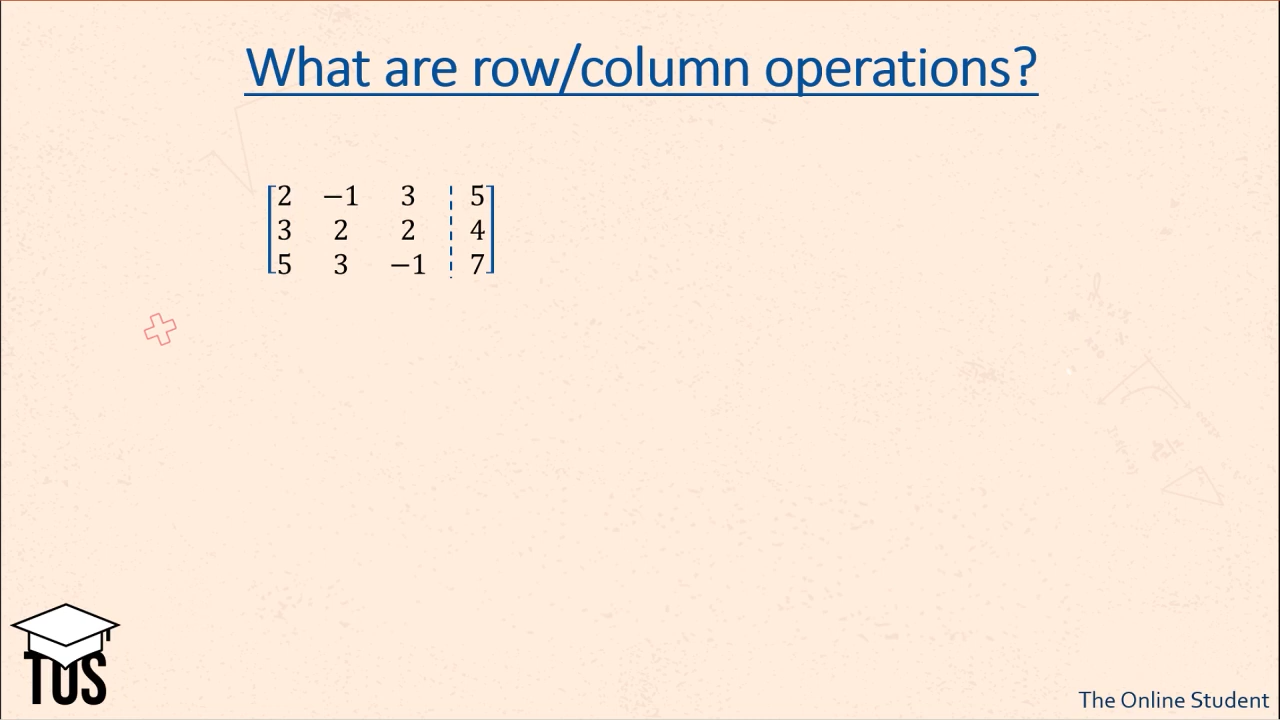 What are row/column operations?
2 −1 3 5
3 2 2 4
5 3 −1 7
TUS
The Online Student